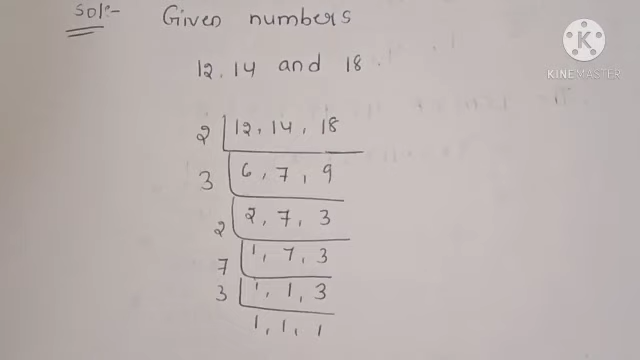 Sol:- Given numbers
12, 14 and 18.
2 12, 14, 18
3 6, 7, 9
2 2, 7, 3
7 1, 7, 3
3 1, 1, 3
1, 1, 1
K
KINEMASTER